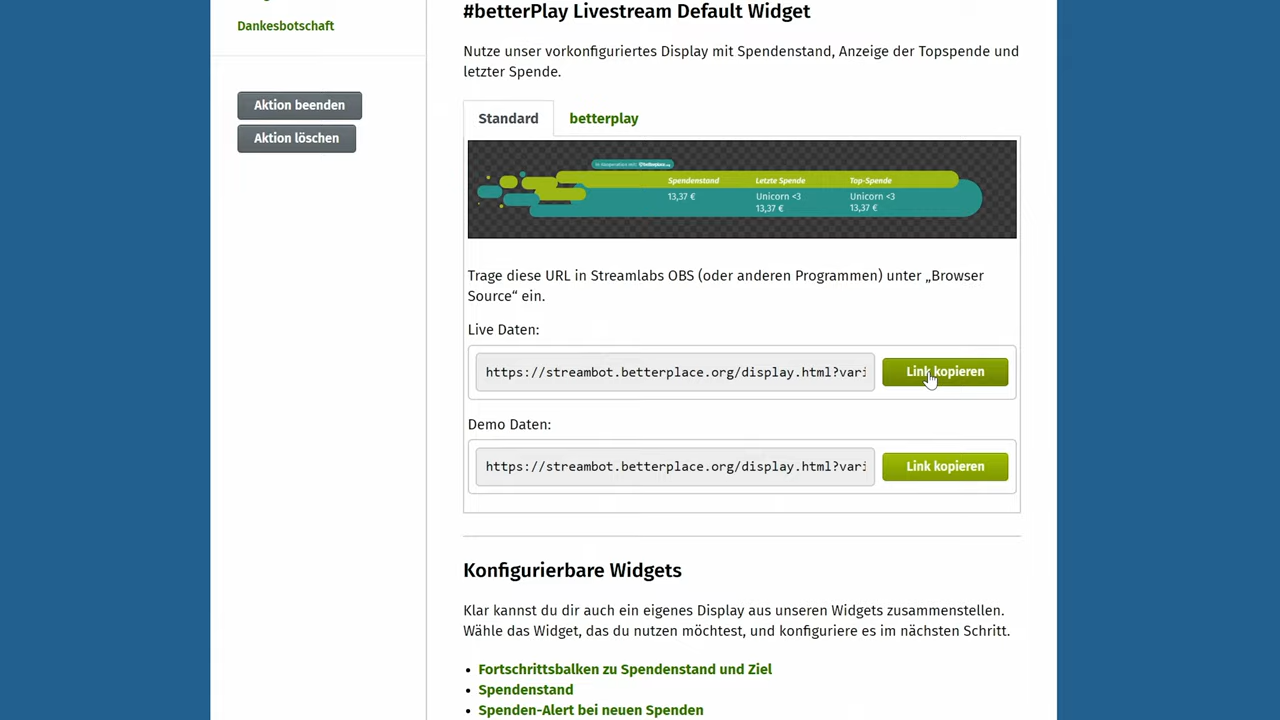 Dankesbotschaft
Aktion beenden
Aktion löschen
#betterPlay Livestream Default Widget
Nutze unser vorkonfiguriertes Display mit Spendenstand, Anzeige der Topspende und
letzter Spende.
Standard
betterplay
in Kooperation mit betterplace.org
Spendenstand
Letzte Spende
Top-Spende
13,37 €
Unicorn <3
13,37 €
Unicorn <3
13,37 €
Trage diese URL in Streamlabs OBS (oder anderen Programmen) unter „Browser
Source“ ein.
Live Daten:
https://streambot.betterplace.org/display.html?vari
Link kopieren
Demo Daten:
https://streambot.betterplace.org/display.html?vari
Link kopieren
Konfigurierbare Widgets
Klar kannst du dir auch ein eigenes Display aus unseren Widgets zusammenstellen.
Wähle das Widget, das du nutzen möchtest, und konfiguriere es im nächsten Schritt.
• Fortschrittsbalken zu Spendenstand und Ziel
• Spendenstand
• Spenden-Alert bei neuen Spenden